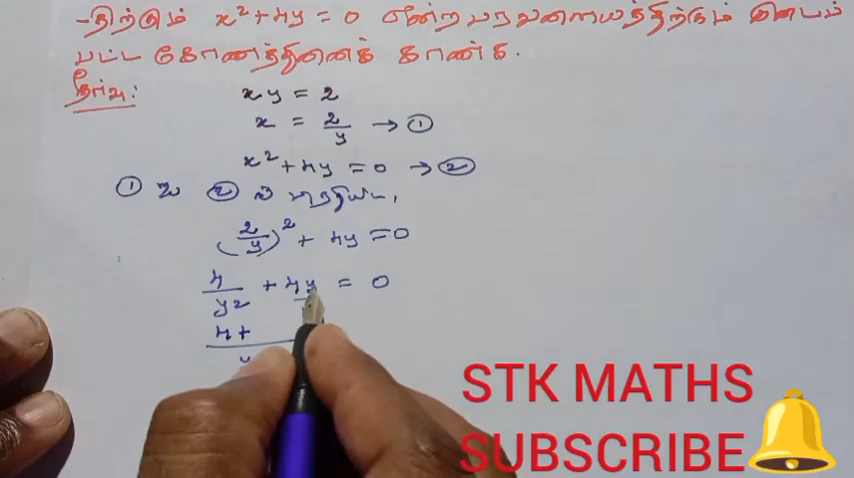 -நிற்கும் x²+4y=0 என்ற பரவளையத்திற்கும் இடைப்
பட்ட கோணத்தினைக் காண்க.
தீர்வு:
xy = 2
x = 2/y → ①
x²+4y = 0 → ②
① ஐ ② ல் பிரதியிட,
(2/y)² + 4y = 0
4/y² + 4y = 0
4+
STK MATHS
SUBSCRIBE